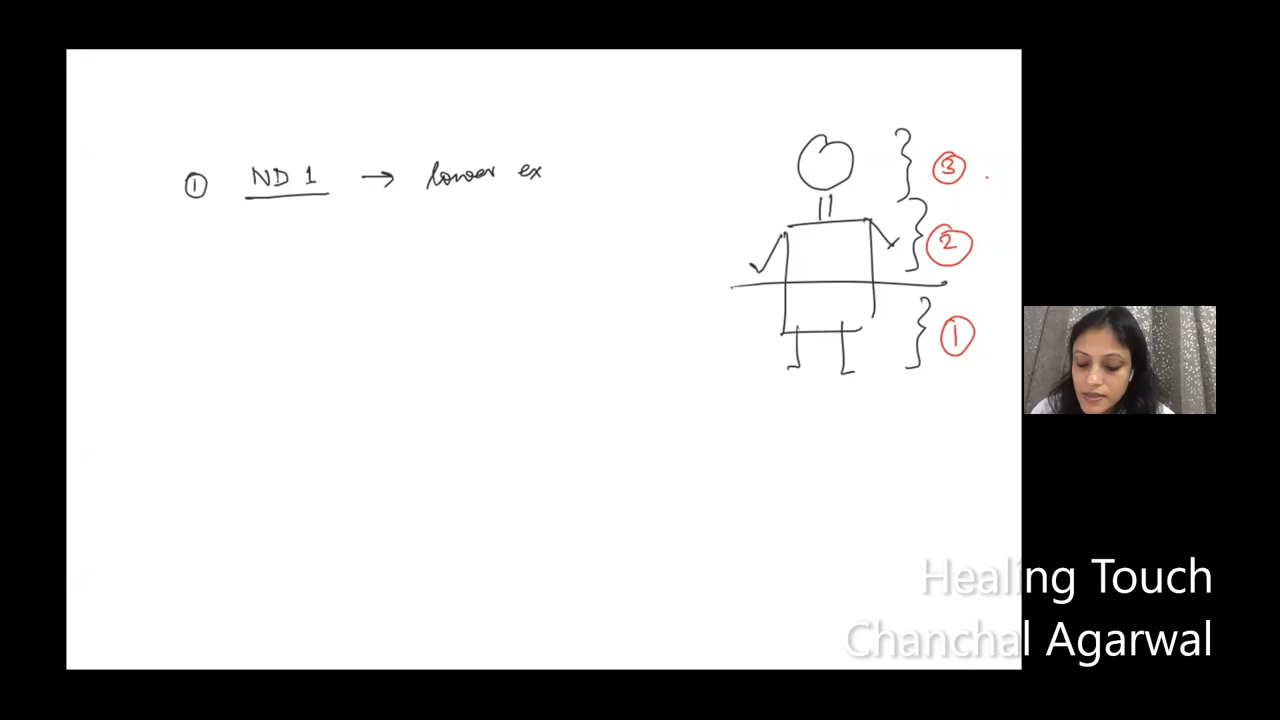 ① ND 1 → lower ex
③
②
①
Healing Touch
Chanchal Agarwal